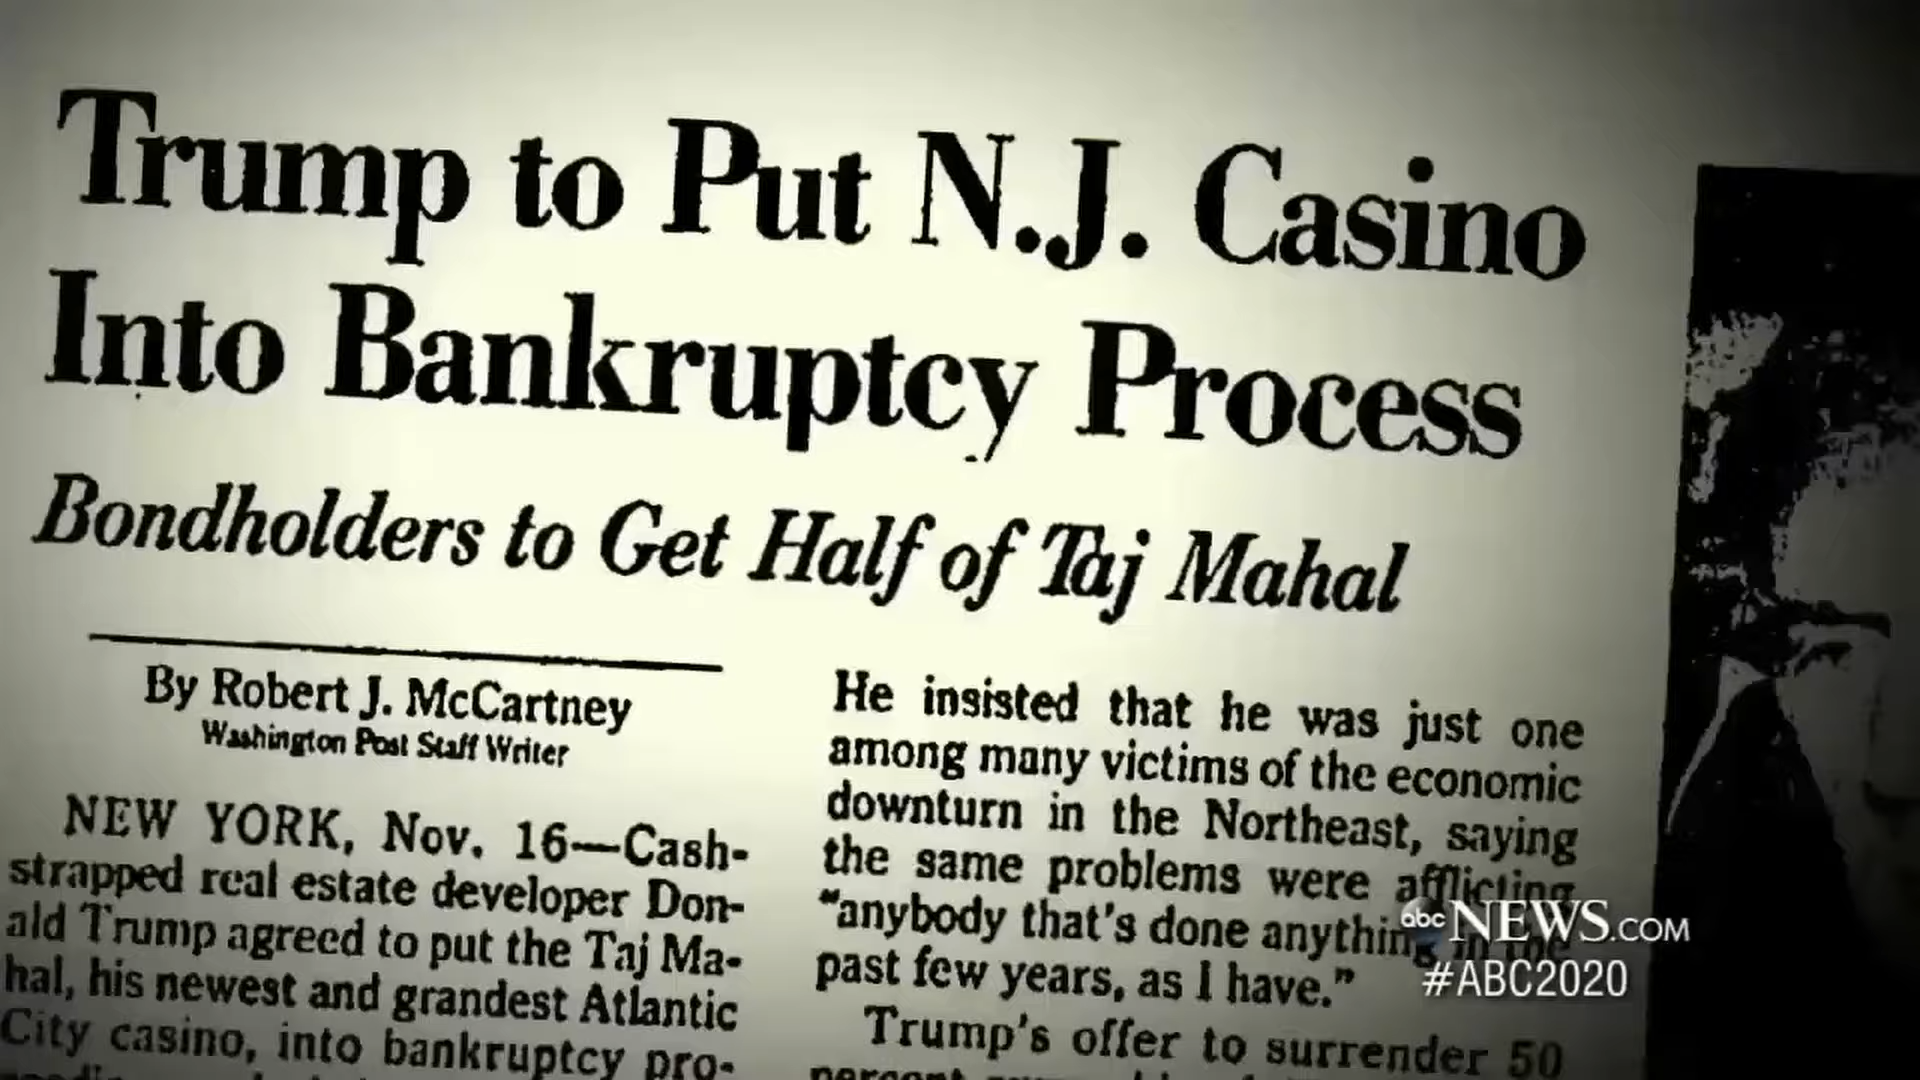 Trump to Put N.J. Casino
Into Bankruptcy Process
Bondholders to Get Half of Taj Mahal
By Robert J. McCartney
Washington Post Staff Writer
NEW YORK, Nov. 16—Cash-
strapped real estate developer Don-
ald Trump agreed to put the Taj Ma-
hal, his newest and grandest Atlantic
City casino, into bankruptcy pro-
He insisted that he was just one
among many victims of the economic
downturn in the Northeast, saying
the same problems were afflicting
"anybody that's done anything in the
past few years, as I have."
Trump's offer to surrender 50
abc NEWS.COM
#ABC2020